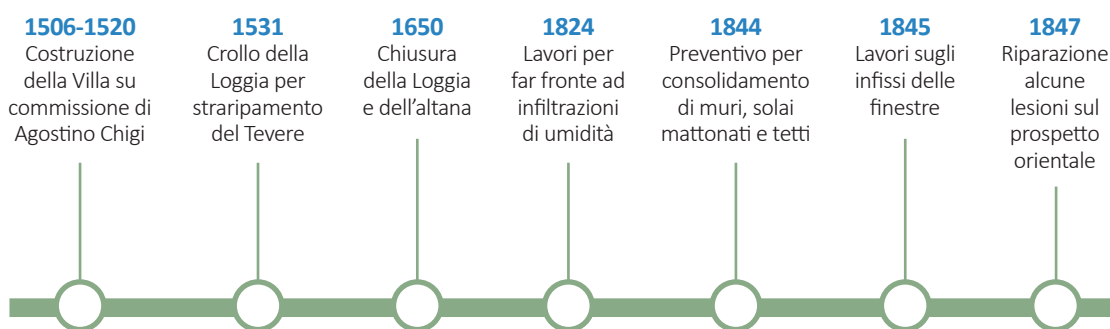 1506-1520
Costruzione
della Villa su
commissione di
Agostino Chigi
1531
Crollo della
Loggia per
straripamento
del Tevere
1650
Chiusura
della Loggia
e dell'altana
1824
Lavori per
far fronte ad
infiltrazioni
di umidità
1844
Preventivo per
consolidamento
di muri, solai
mattonati e tetti
1845
Lavori sugli
infissi delle
finestre
1847
Riparazione
alcune
lesioni sul
prospetto
orientale